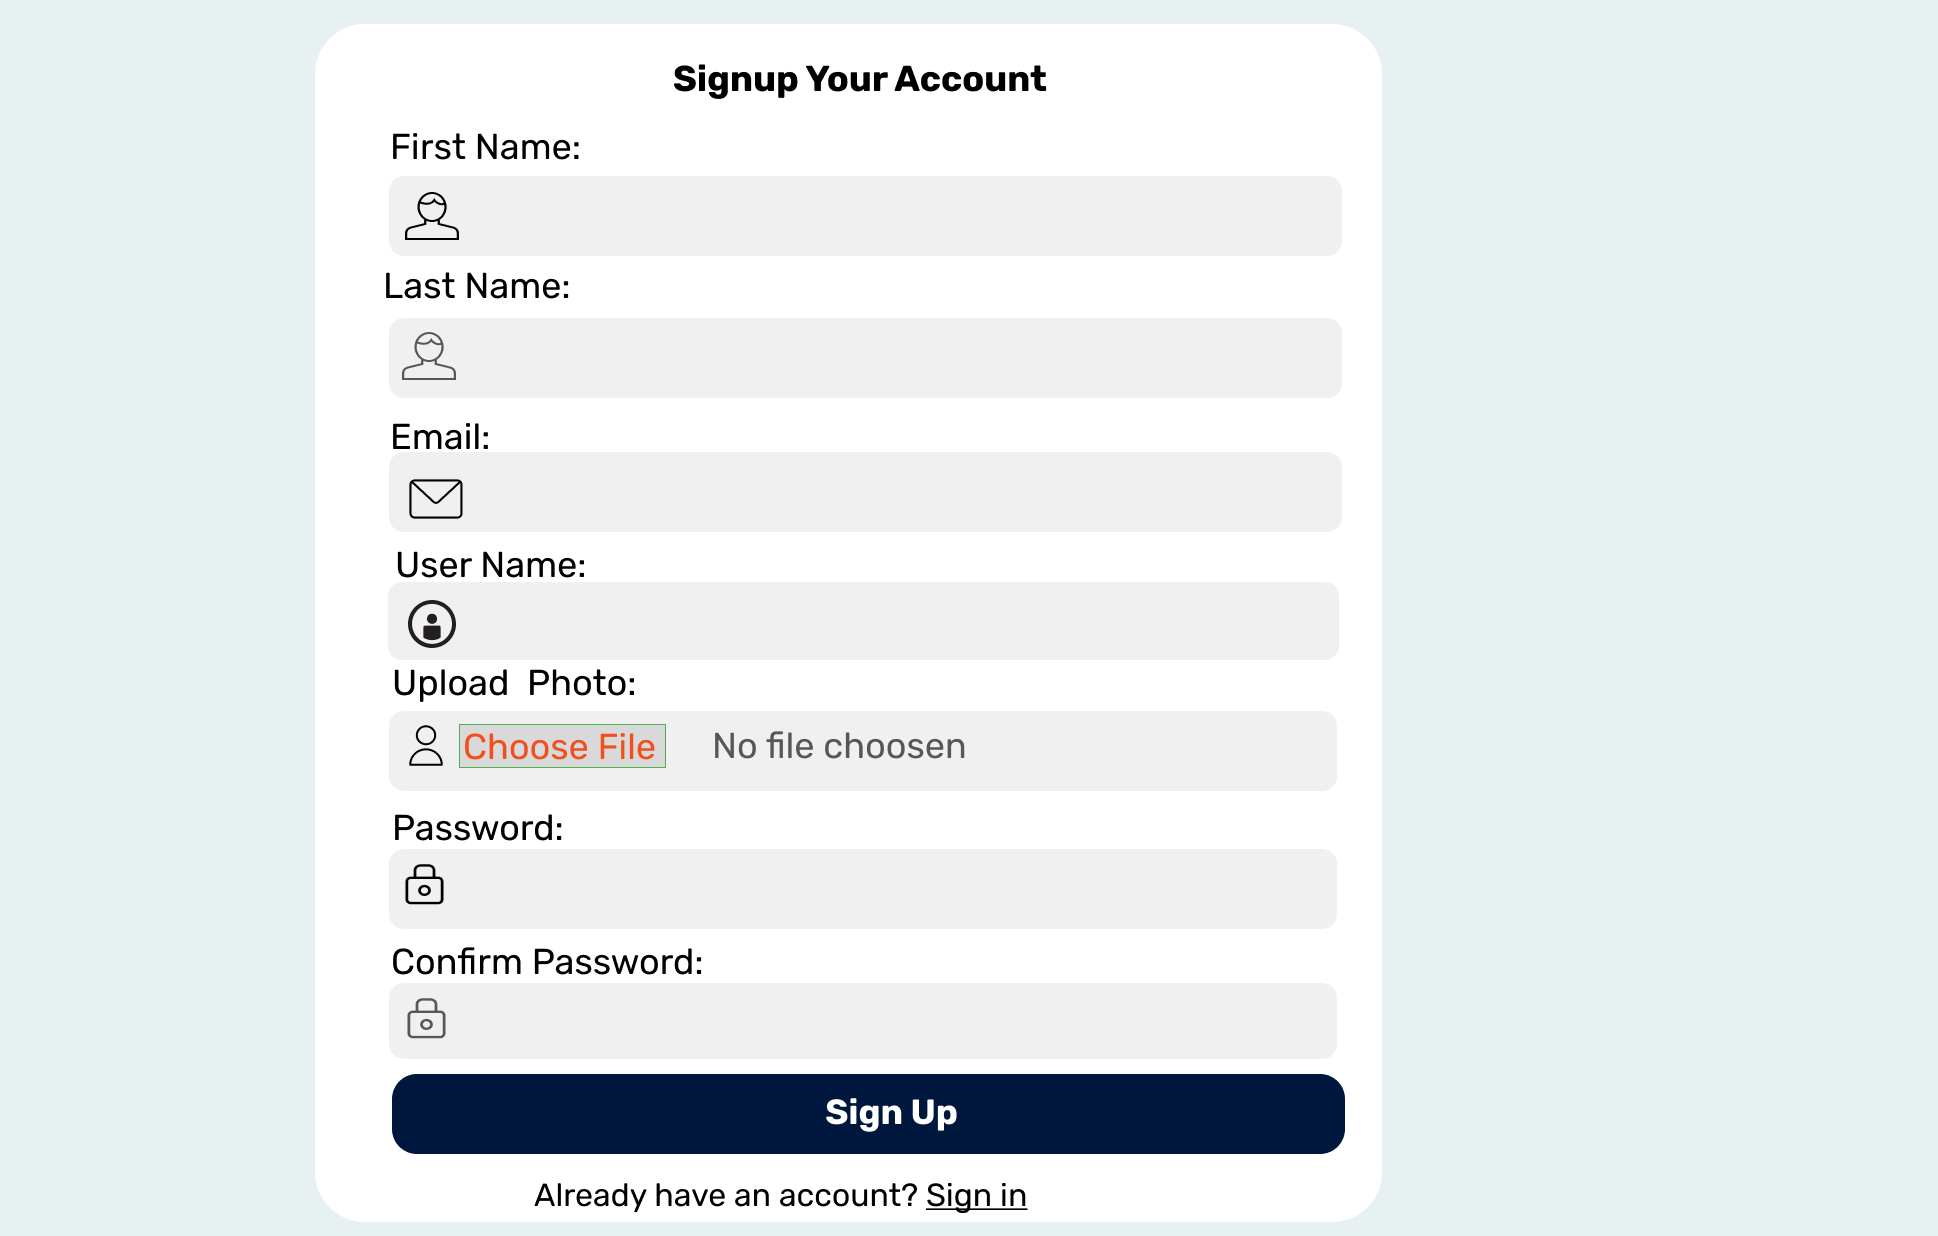 Signup Your Account
First Name:
Last Name:
Email:
User Name:
Upload Photo:
Choose File No file choosen
Password:
Confirm Password:
Sign Up
Already have an account? Sign in